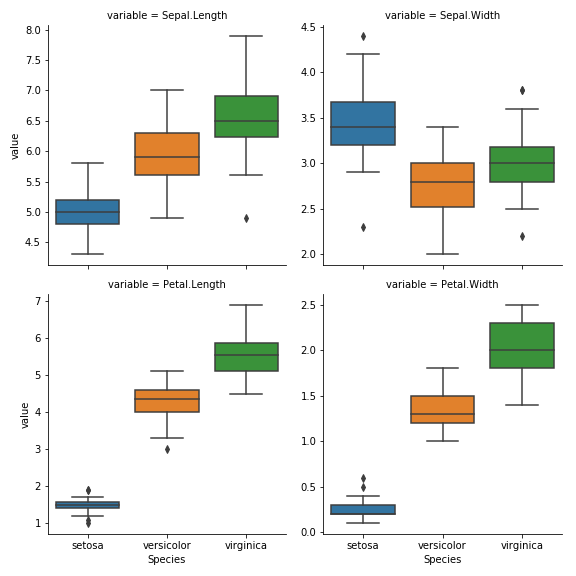 variable = Sepal.Length
8.0
7.5
7.0
6.5
6.0
5.5
5.0
4.5
value
variable = Sepal.Width
4.5
4.0
3.5
3.0
2.5
2.0
variable = Petal.Length
7
6
5
4
3
2
1
value
setosa versicolor virginica
Species
variable = Petal.Width
2.5
2.0
1.5
1.0
0.5
0.0
setosa versicolor virginica
Species